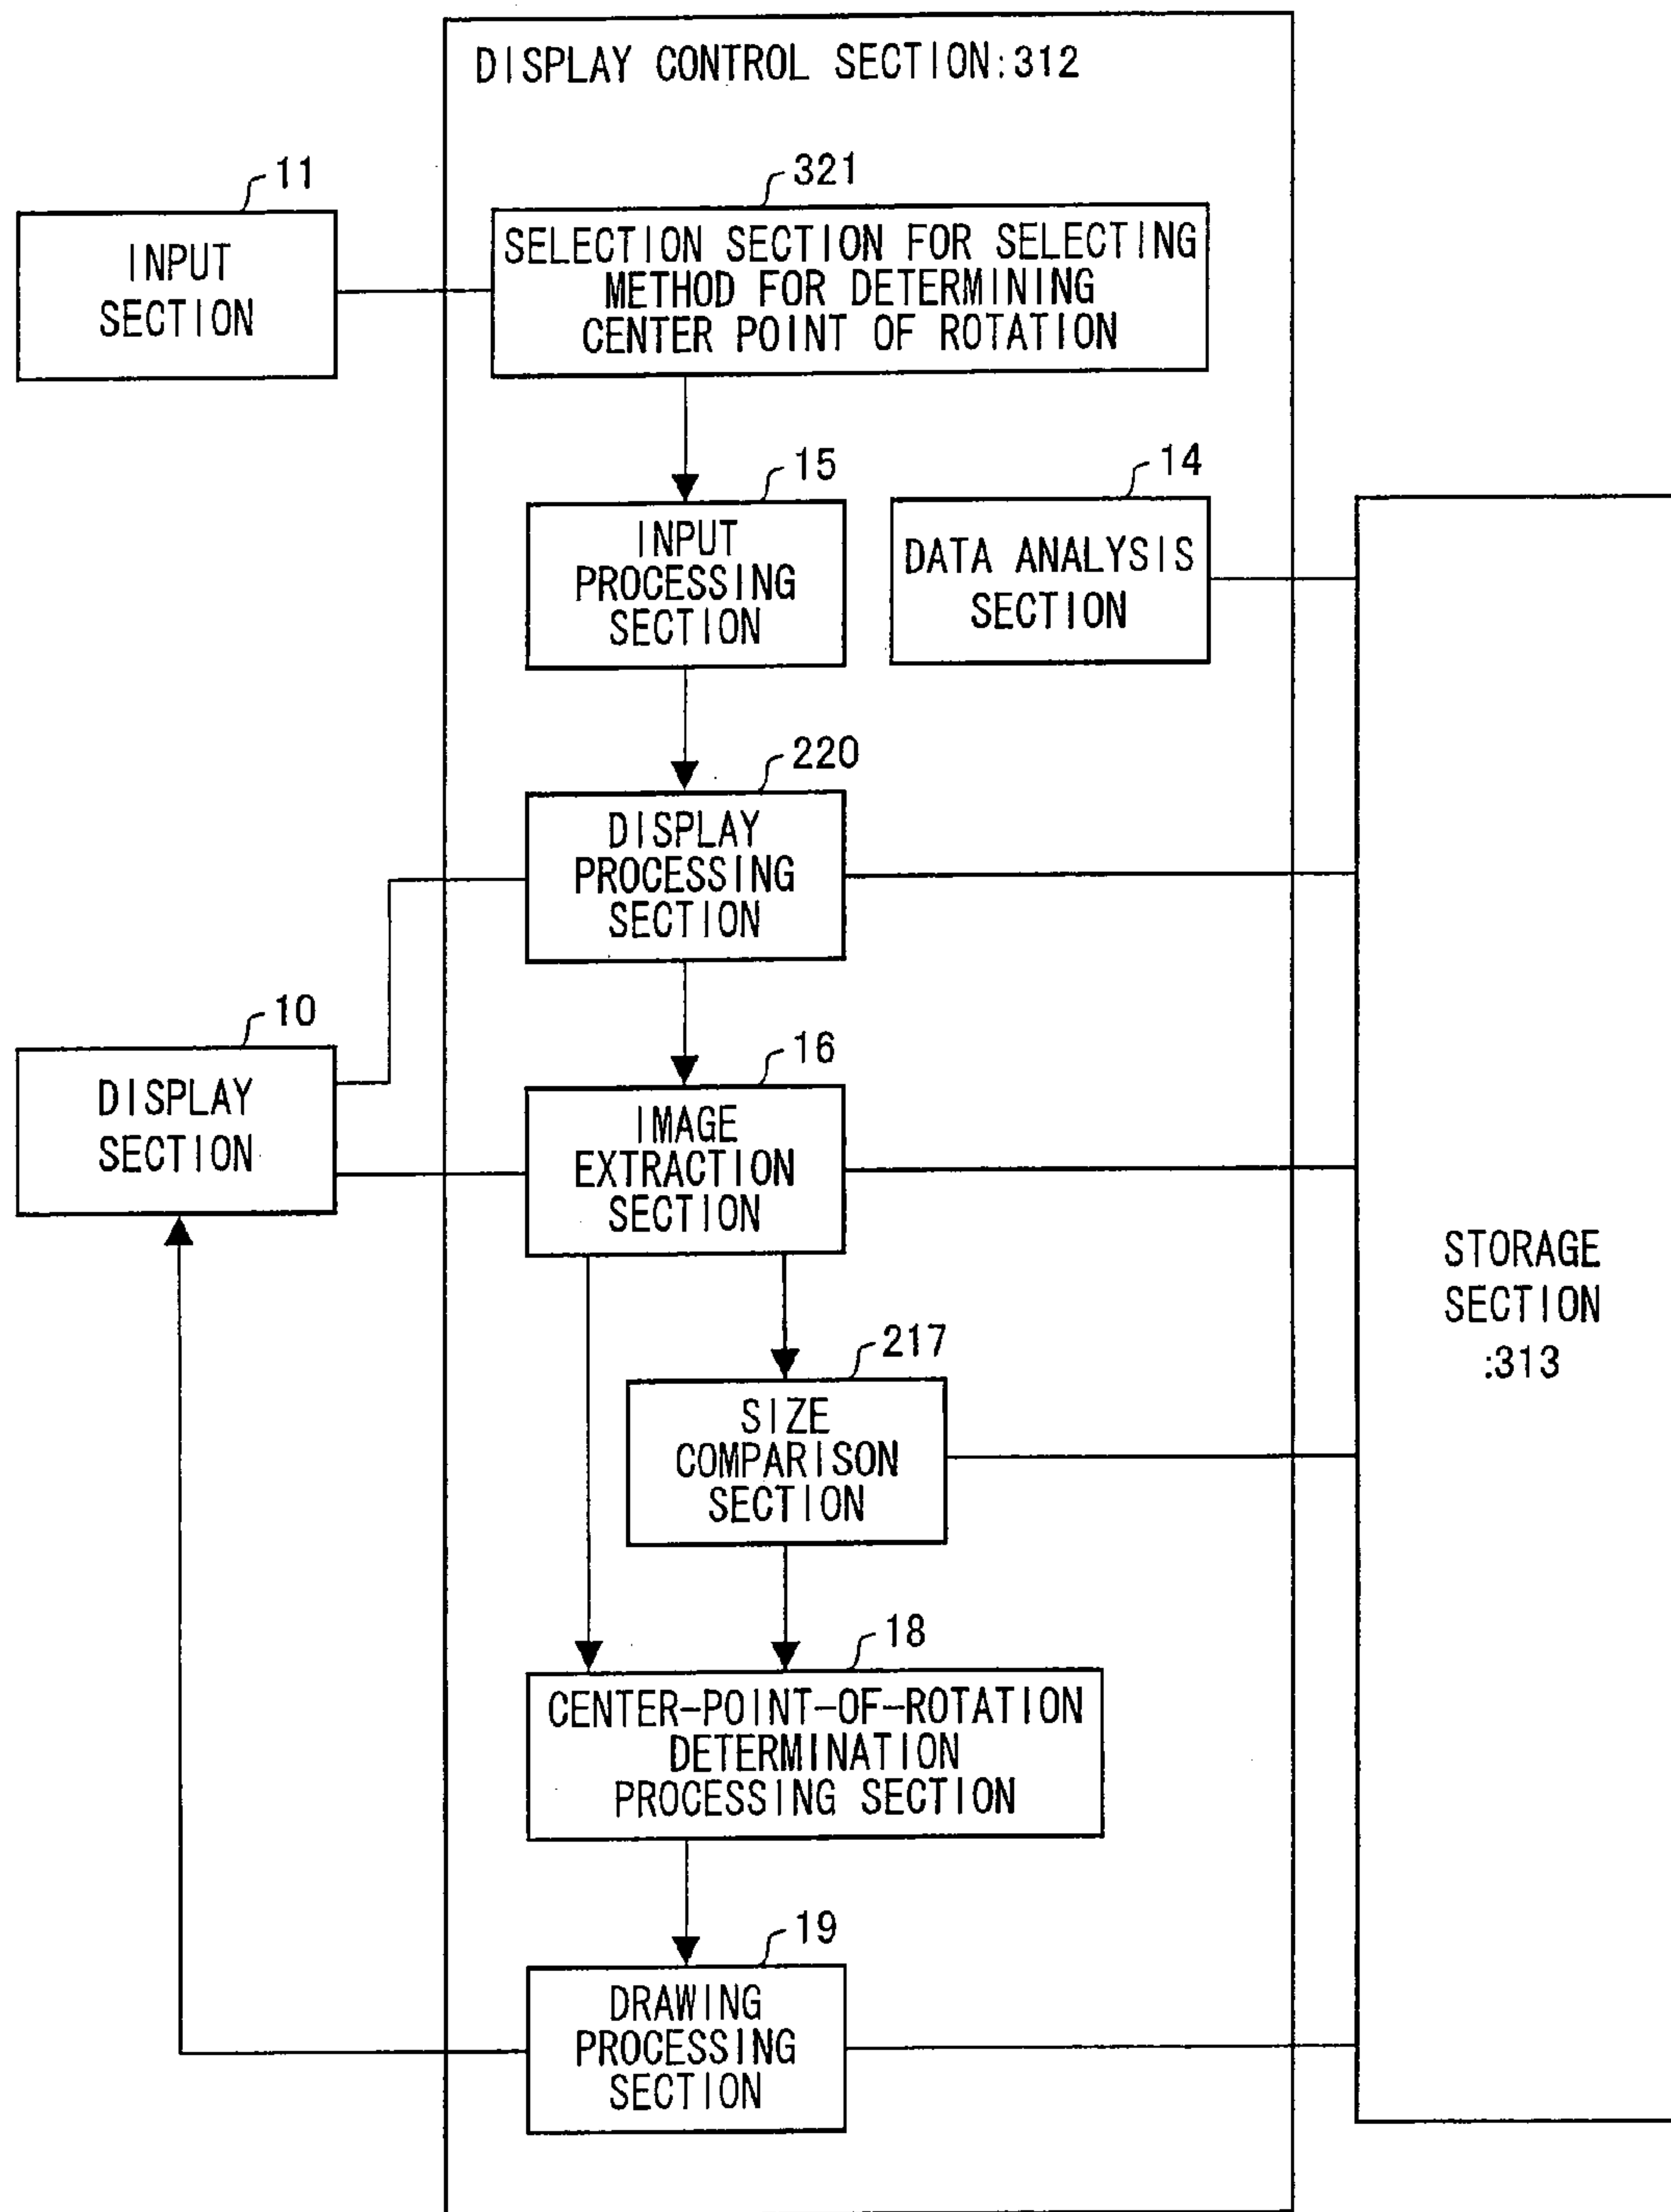 DISPLAY CONTROL SECTION:312
11
INPUT
SECTION
321
SELECTION SECTION FOR SELECTING
METHOD FOR DETERMINING
CENTER POINT OF ROTATION
15
INPUT
PROCESSING
SECTION
14
DATA ANALYSIS
SECTION
220
DISPLAY
PROCESSING
SECTION
10
DISPLAY
SECTION
16
IMAGE
EXTRACTION
SECTION
STORAGE
SECTION
:313
217
SIZE
COMPARISON
SECTION
18
CENTER-POINT-OF-ROTATION
DETERMINATION
PROCESSING SECTION
19
DRAWING
PROCESSING
SECTION